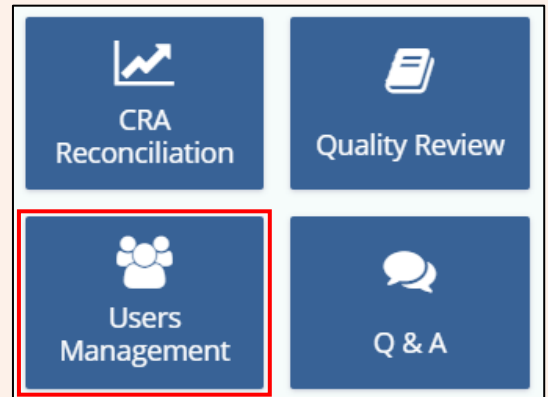 CRA
Reconciliation
Quality Review
Users
Management
Q & A